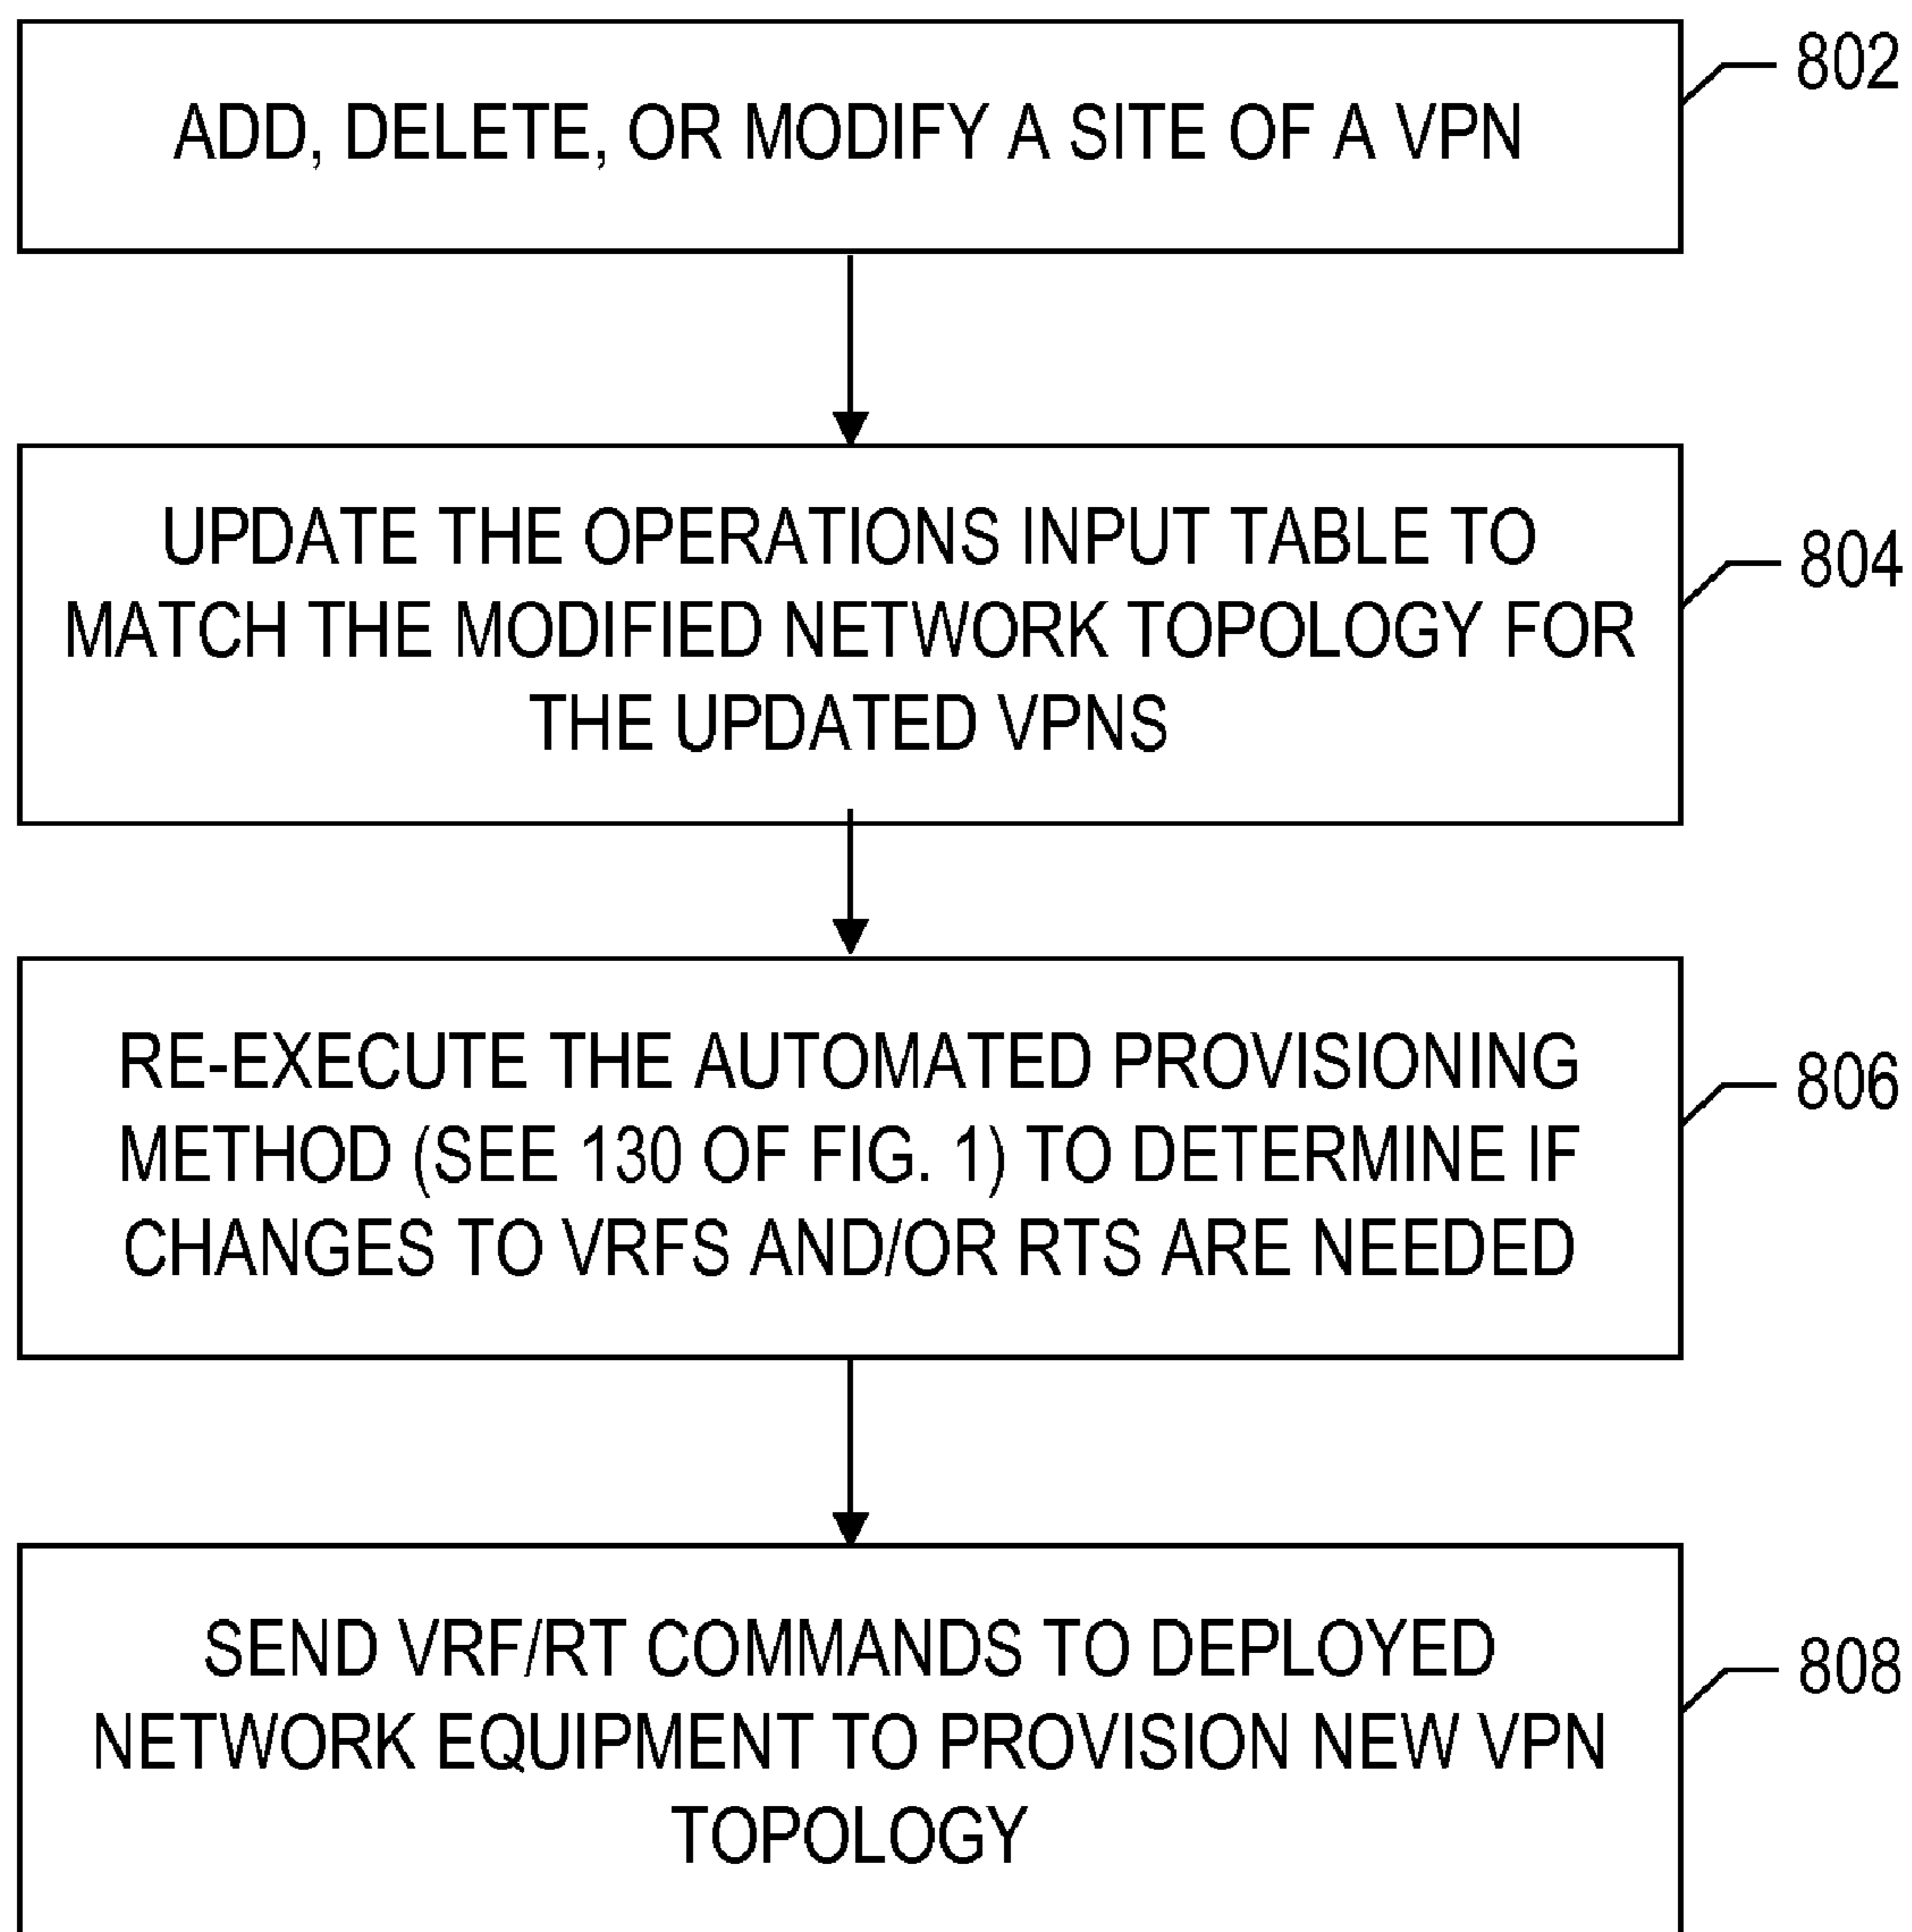 802
ADD, DELETE, OR MODIFY A SITE OF A VPN
804
UPDATE THE OPERATIONS INPUT TABLE TO
MATCH THE MODIFIED NETWORK TOPOLOGY FOR
THE UPDATED VPNS
806
RE-EXECUTE THE AUTOMATED PROVISIONING
METHOD (SEE 130 OF FIG. 1) TO DETERMINE IF
CHANGES TO VRFS AND/OR RTS ARE NEEDED
808
SEND VRF/RT COMMANDS TO DEPLOYED
NETWORK EQUIPMENT TO PROVISION NEW VPN
TOPOLOGY